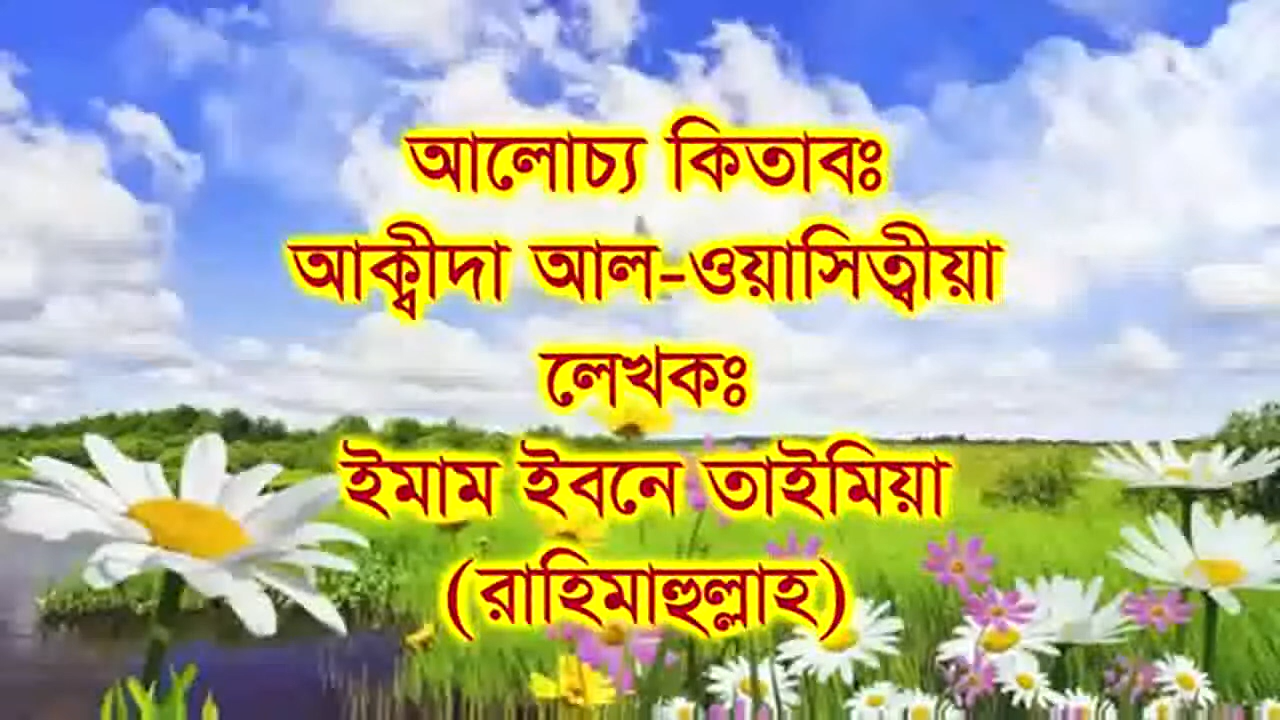 আলোচ্য কিতাবঃ
আক্বীদা আল-ওয়াসিত্বীয়া
লেখকঃ
ইমাম ইবনে তাইমিয়া
(রাহিমাহুল্লাহ)